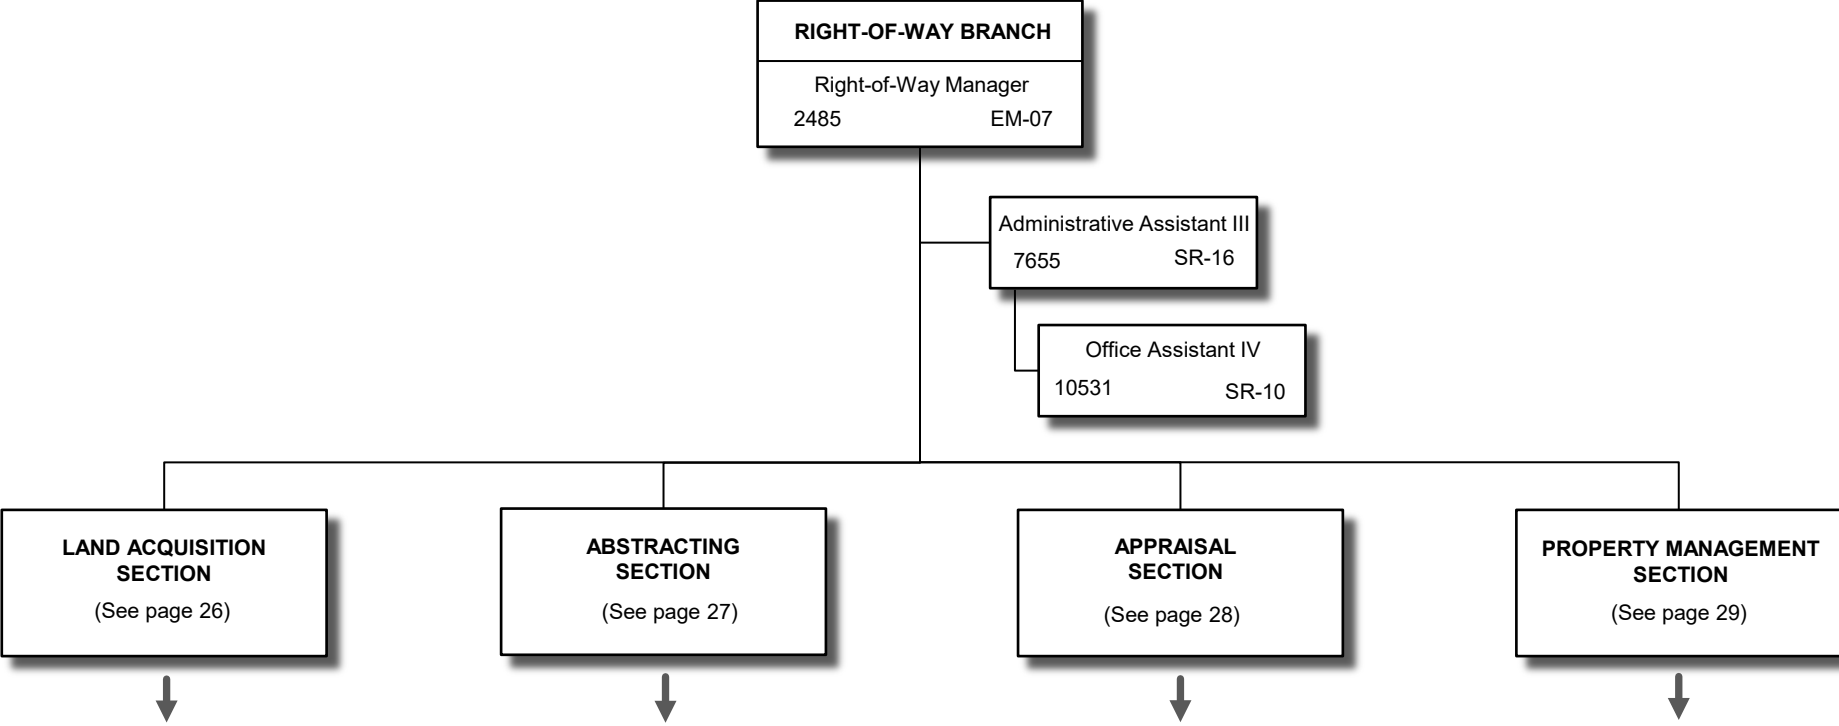 RIGHT-OF-WAY BRANCH
Right-of-Way Manager
2485 EM-07
Administrative Assistant III
7655 SR-16
Office Assistant IV
10531 SR-10
LAND ACQUISITION
SECTION
(See page 26)
ABSTRACTING
SECTION
(See page 27)
APPRAISAL
SECTION
(See page 28)
PROPERTY MANAGEMENT
SECTION
(See page 29)